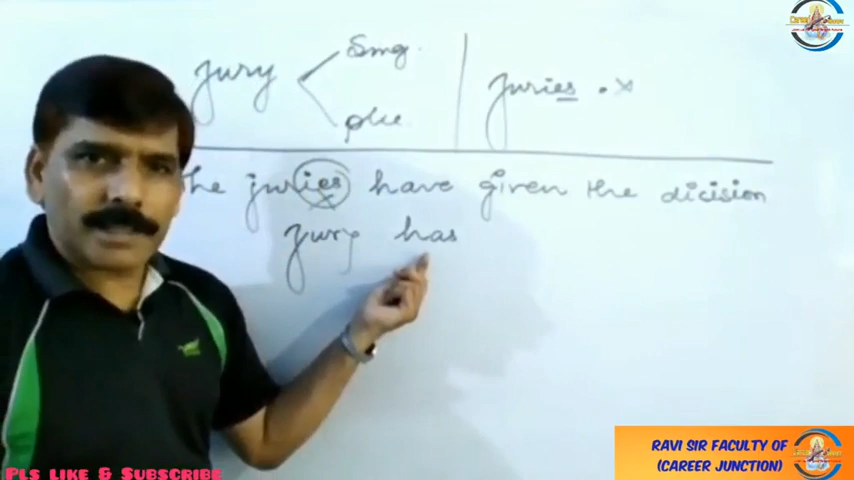 jury < Sing. | juries . x
plu.
The juries have given the dicision
jury has
RAVI SIR FACULTY OF
(CAREER JUNCTION)
Pls like & Subscribe